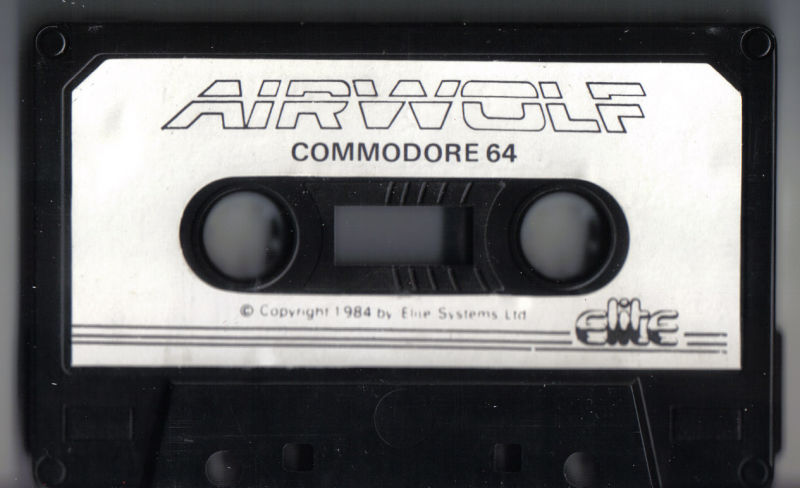 AIRWOLF
COMMODORE 64
© Copyright 1984 by Elite Systems Ltd
elite